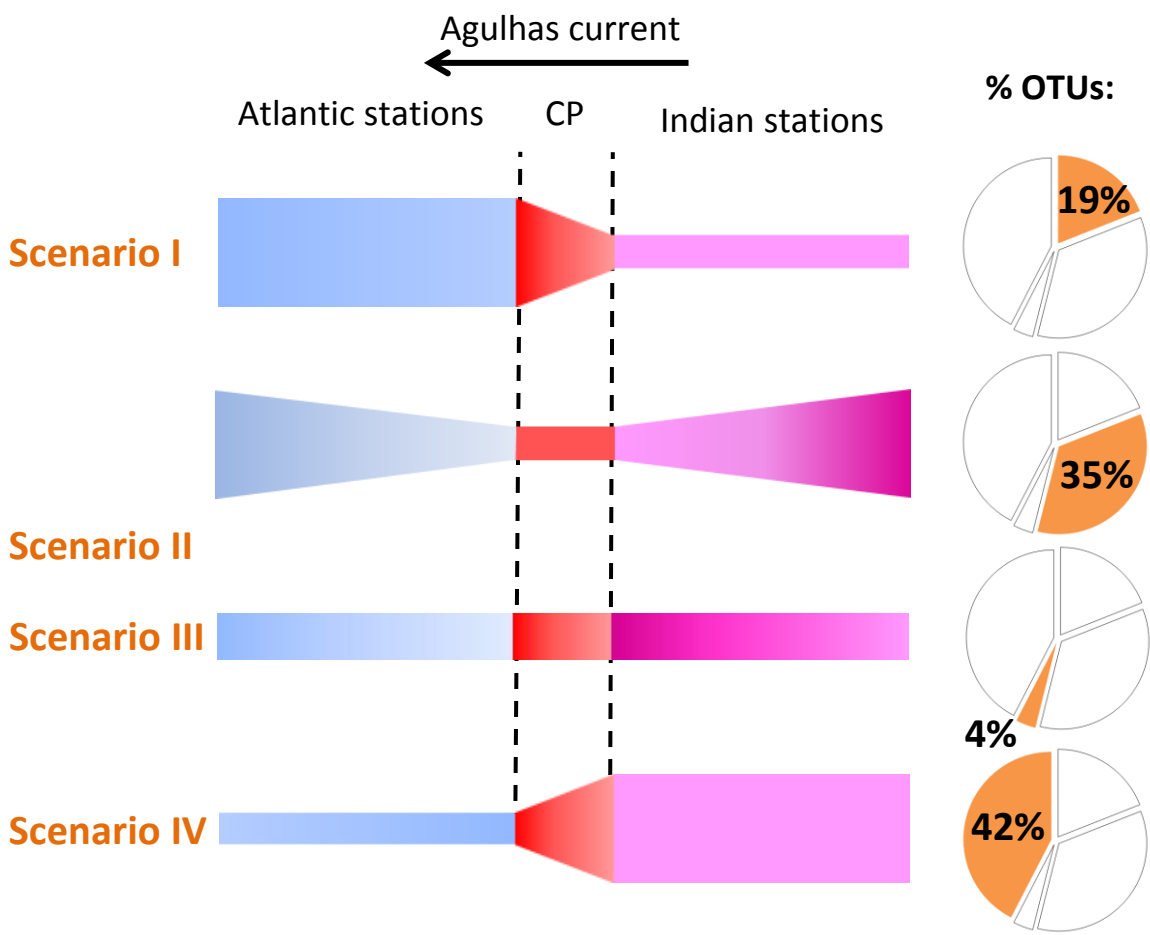 Agulhas current
% OTUs:
Atlantic stations CP Indian stations
Scenario I 19%
35%
Scenario II
Scenario III
4%
Scenario IV 42%